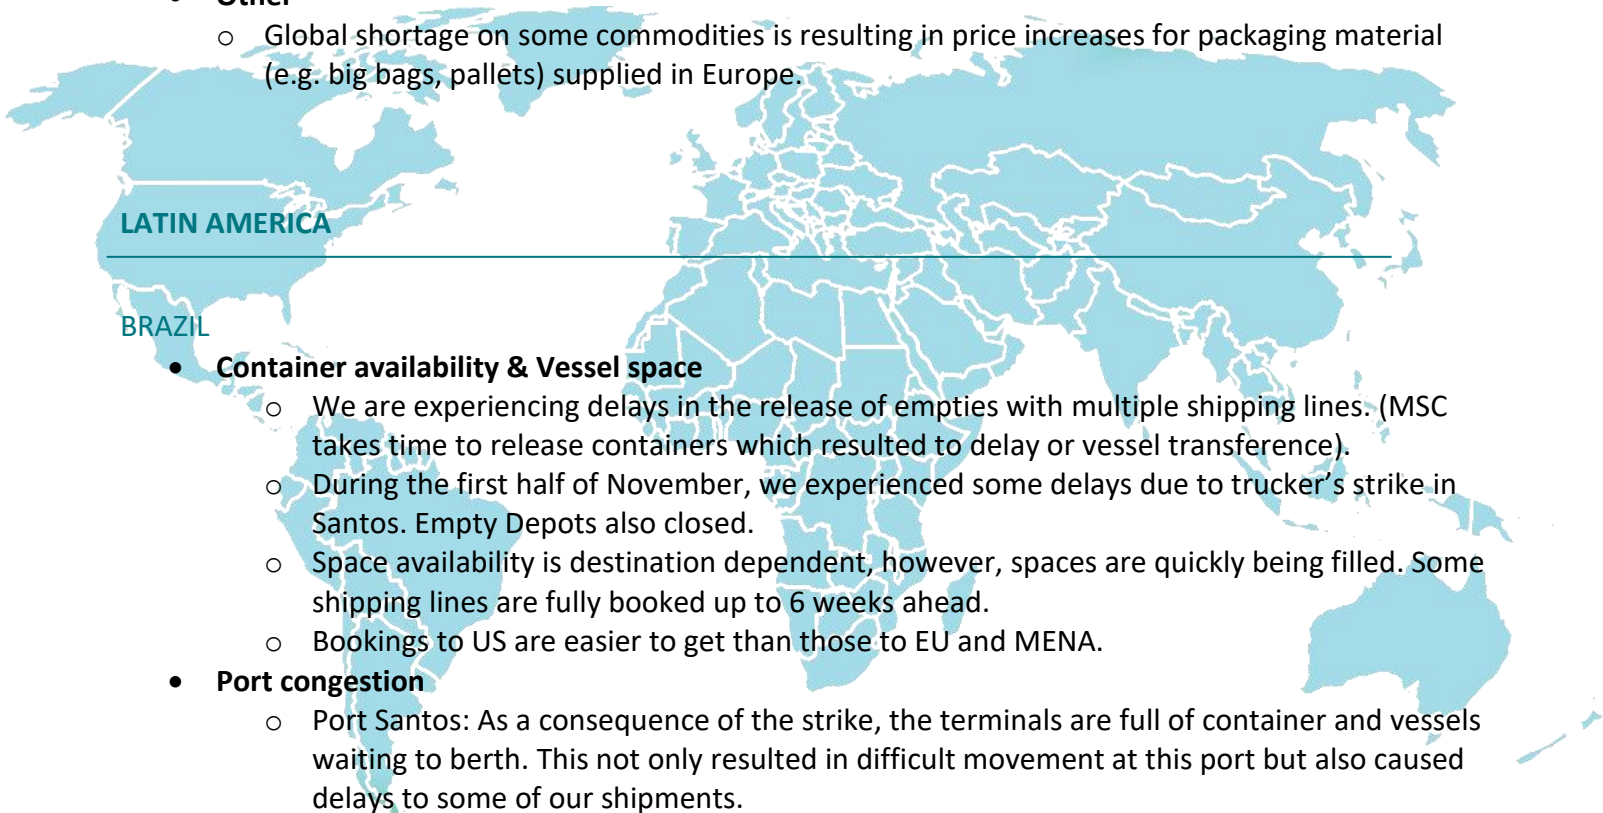 • Other
o Global shortage on some commodities is resulting in price increases for packaging material
(e.g. big bags, pallets) supplied in Europe.
LATIN AMERICA
BRAZIL
• Container availability & Vessel space
o We are experiencing delays in the release of empties with multiple shipping lines. (MSC
takes time to release containers which resulted to delay or vessel transference).
o During the first half of November, we experienced some delays due to trucker’s strike in
Santos. Empty Depots also closed.
o Space availability is destination dependent, however, spaces are quickly being filled. Some
shipping lines are fully booked up to 6 weeks ahead.
o Bookings to US are easier to get than those to EU and MENA.
• Port congestion
o Port Santos: As a consequence of the strike, the terminals are full of container and vessels
waiting to berth. This not only resulted in difficult movement at this port but also caused
delays to some of our shipments.